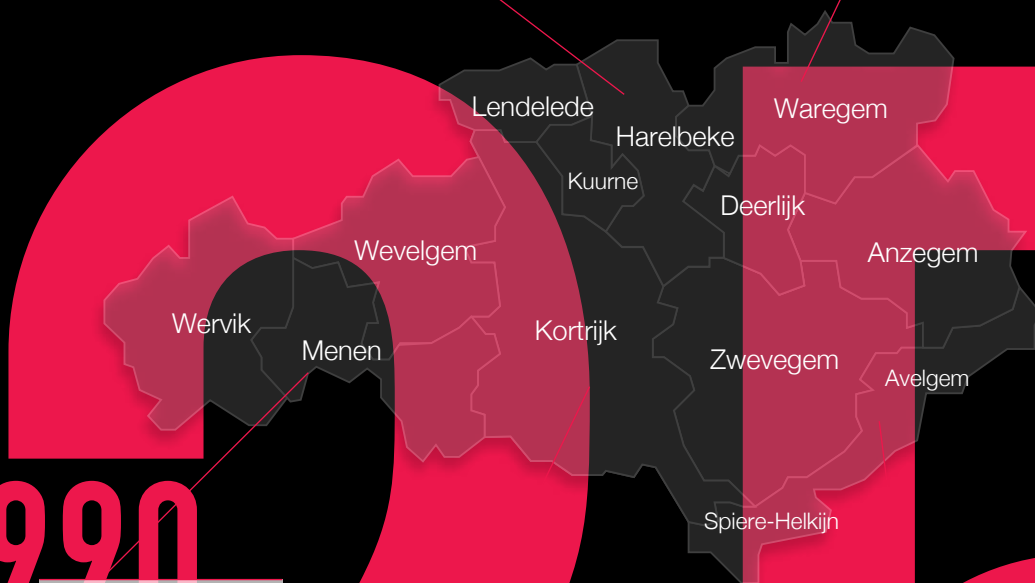 Lendelede
Waregem
Harelbeke
Kuurne
Deerlijk
Wevelgem
Anzegem
Wervik
Kortrijk
Menen
Zwevegem
Avelgem
990
Spiere-Helkijn